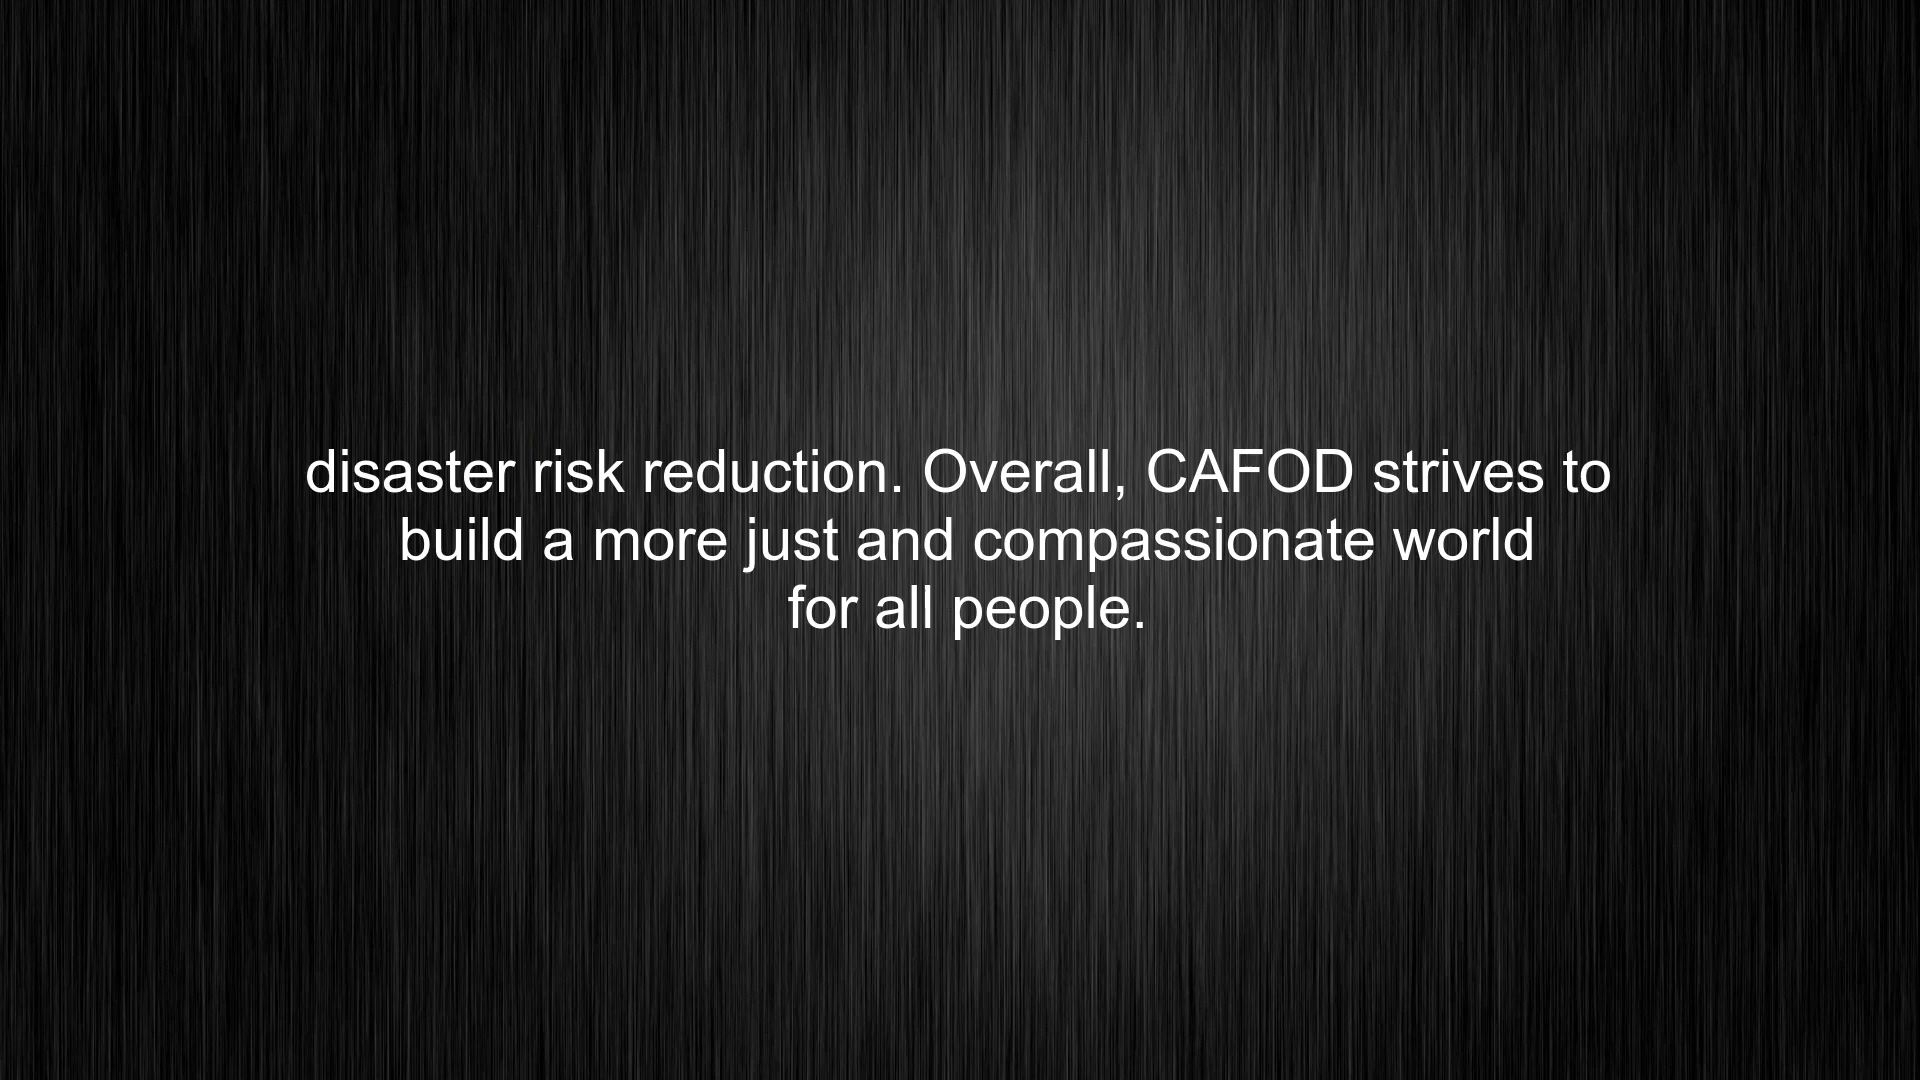 disaster risk reduction. Overall, CAFOD strives to
build a more just and compassionate world
for all people.